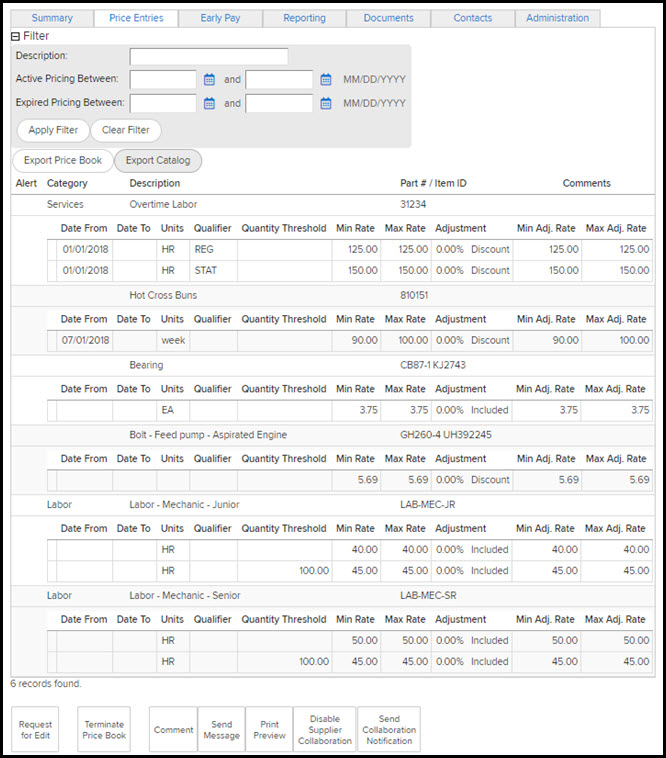 Summary Price Entries Early Pay Reporting Documents Contacts Administration
Filter
Description:
Active Pricing Between: and MM/DD/YYYY
Expired Pricing Between: and MM/DD/YYYY
Apply Filter Clear Filter
Export Price Book Export Catalog
Alert Category Description Part # / Item ID Comments
Services Overtime Labor 31234
Date From Date To Units Qualifier Quantity Threshold Min Rate Max Rate Adjustment Min Adj. Rate Max Adj. Rate
01/01/2018 HR REG 125.00 125.00 0.00% Discount 125.00 125.00
01/01/2018 HR STAT 150.00 150.00 0.00% Discount 150.00 150.00
Hot Cross Buns 810151
Date From Date To Units Qualifier Quantity Threshold Min Rate Max Rate Adjustment Min Adj. Rate Max Adj. Rate
07/01/2018 week 90.00 100.00 0.00% Discount 90.00 100.00
Bearing CB87-1 KJ2743
Date From Date To Units Qualifier Quantity Threshold Min Rate Max Rate Adjustment Min Adj. Rate Max Adj. Rate
EA 3.75 3.75 0.00% Included 3.75 3.75
Bolt - Feed pump - Aspirated Engine GH260-4 UH392245
Date From Date To Units Qualifier Quantity Threshold Min Rate Max Rate Adjustment Min Adj. Rate Max Adj. Rate
5.69 5.69 0.00% Discount 5.69 5.69
Labor Labor - Mechanic - Junior LAB-MEC-JR
Date From Date To Units Qualifier Quantity Threshold Min Rate Max Rate Adjustment Min Adj. Rate Max Adj. Rate
HR 40.00 40.00 0.00% Included 40.00 40.00
HR 100.00 45.00 45.00 0.00% Included 45.00 45.00
Labor Labor - Mechanic - Senior LAB-MEC-SR
Date From Date To Units Qualifier Quantity Threshold Min Rate Max Rate Adjustment Min Adj. Rate Max Adj. Rate
HR 50.00 50.00 0.00% Included 50.00 50.00
HR 100.00 45.00 45.00 0.00% Included 45.00 45.00
6 records found.
Request
for Edit
Terminate
Price Book
Comment
Send
Message
Print
Preview
Disable
Supplier
Collaboration
Send
Collaboration
Notification